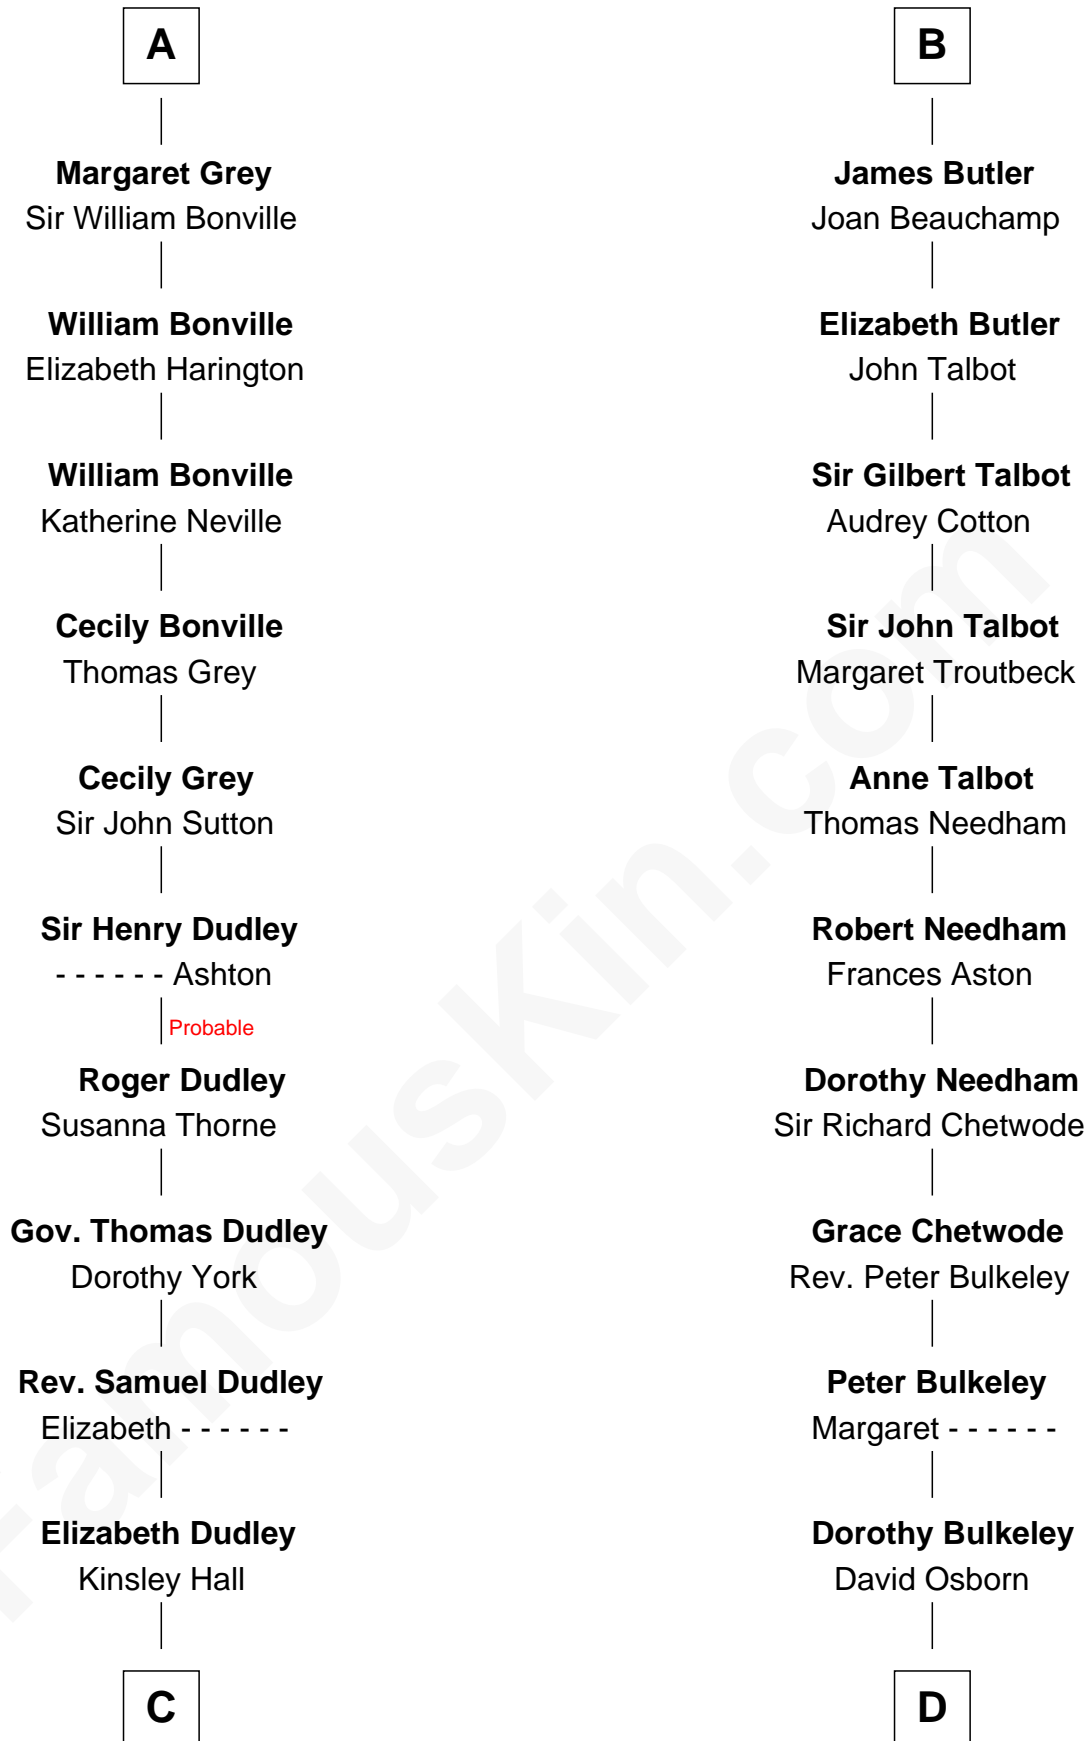 A
Margaret Grey
Sir William Bonville
William Bonville
Elizabeth Harington
William Bonville
Katherine Neville
Cecily Bonville
Thomas Grey
Cecily Grey
Sir John Sutton
Sir Henry Dudley
- - - - - - Ashton
Probable
Roger Dudley
Susanna Thorne
Gov. Thomas Dudley
Dorothy York
Rev. Samuel Dudley
Elizabeth - - - - - -
Elizabeth Dudley
Kinsley Hall
C
B
James Butler
Joan Beauchamp
Elizabeth Butler
John Talbot
Sir Gilbert Talbot
Audrey Cotton
Sir John Talbot
Margaret Troutbeck
Anne Talbot
Thomas Needham
Robert Needham
Frances Aston
Dorothy Needham
Sir Richard Chetwode
Grace Chetwode
Rev. Peter Bulkeley
Peter Bulkeley
Margaret - - - - - -
Dorothy Bulkeley
David Osborn
D
FamousKin.com